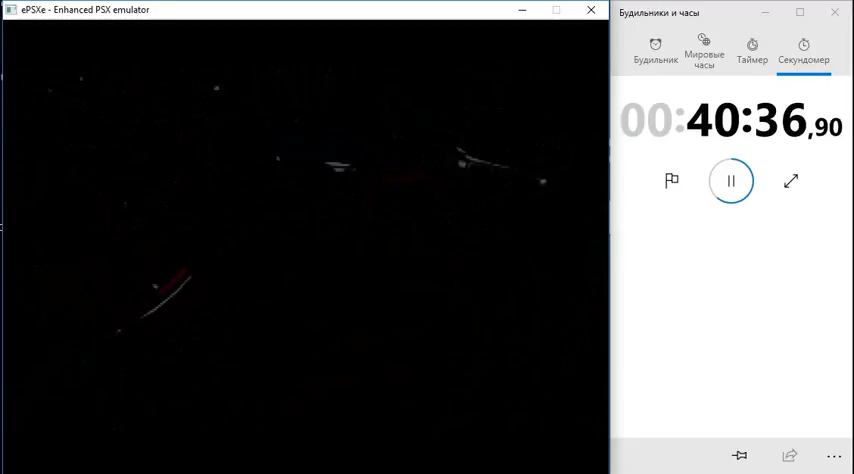 ePSXe - Enhanced PSX emulator
Будильники и часы
Будильник
Мировые
часы
Таймер
Секундомер
00:40:36,90